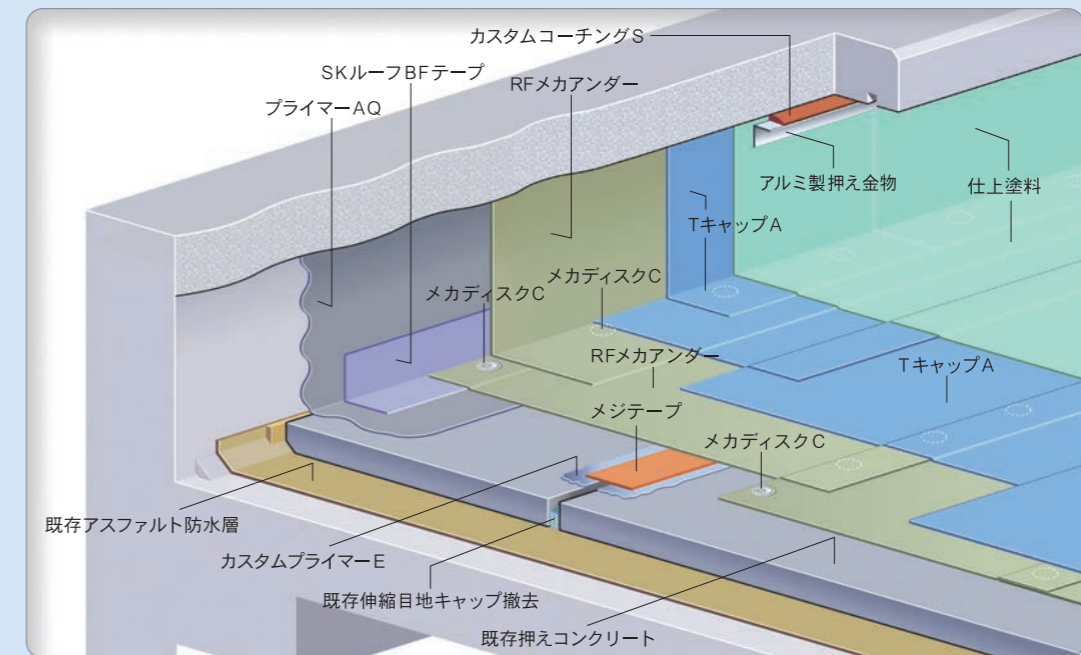 カスタムコーチングS
SKルーフBFテープ
RFメカアンダー
プライマーAQ
アルミ製押え金物
仕上塗料
TキャップA
メカディスクC
メカディスクC
RFメカアンダー
TキャップA
メジテープ
メカディスクC
既存アスファルト防水層
カスタムプライマーE
既存伸縮目地キャップ撤去
既存押えコンクリート